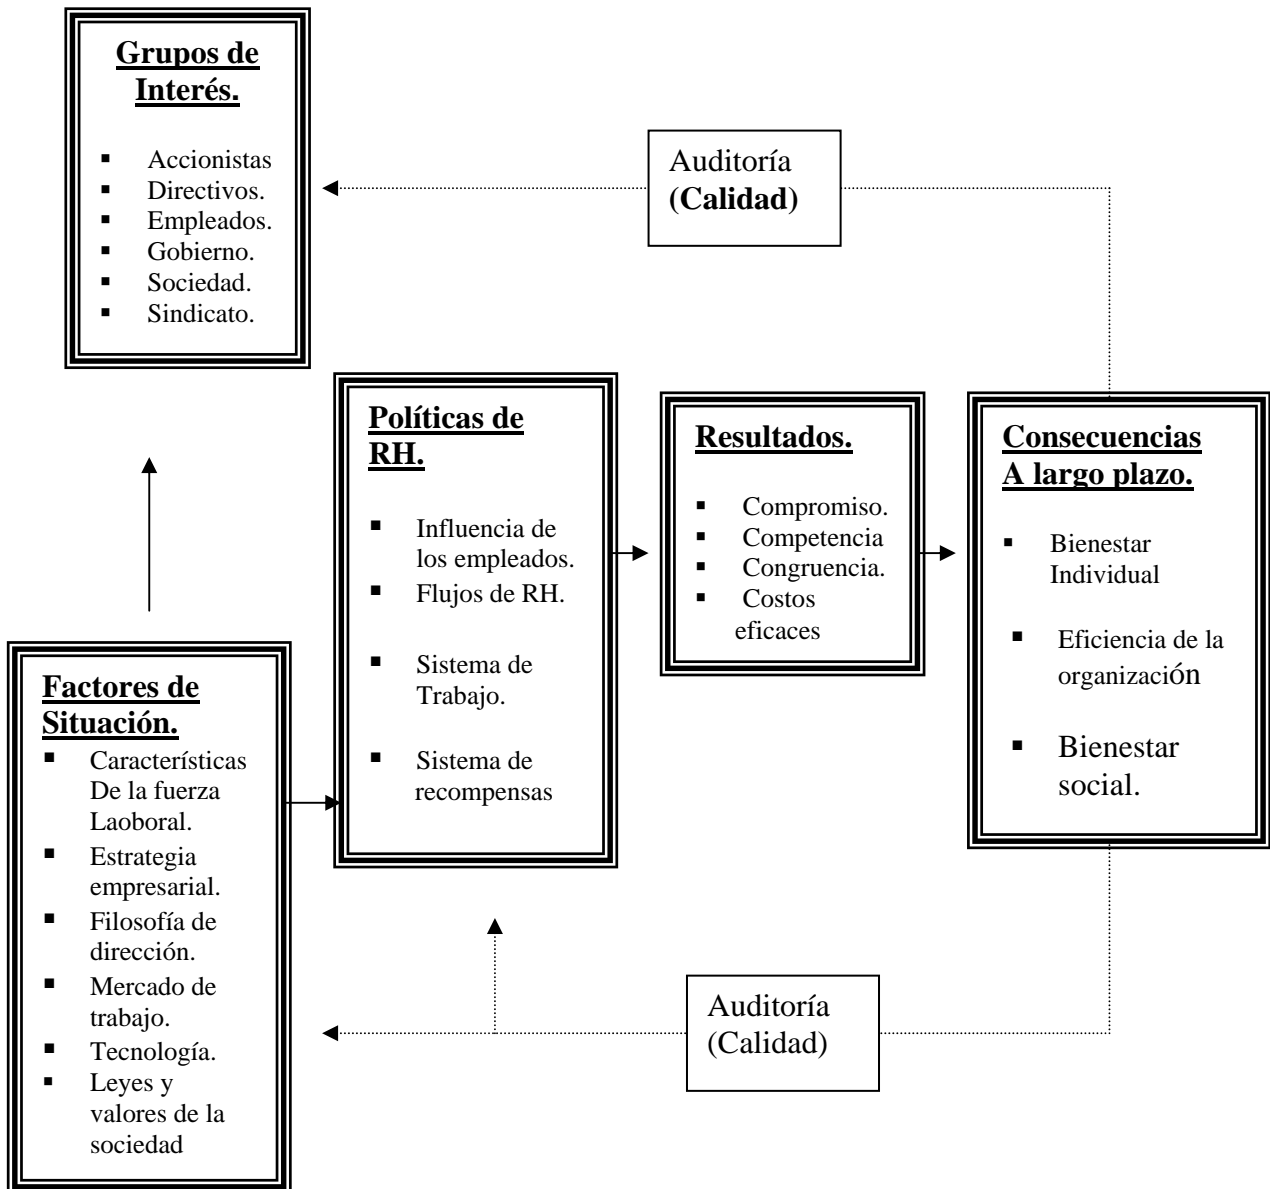 Grupos de
Interés.
▪ Accionistas
▪ Directivos.
▪ Empleados.
▪ Gobierno.
▪ Sociedad.
▪ Sindicato.
Auditoría
(Calidad)
Políticas de
RH.
▪ Influencia de
los empleados.
▪ Flujos de RH.
▪ Sistema de
Trabajo.
▪ Sistema de
recompensas
Resultados.
▪ Compromiso.
▪ Competencia
▪ Congruencia.
▪ Costos
eficaces
Consecuencias
A largo plazo.
▪ Bienestar
Individual
▪ Eficiencia de la
organización
▪ Bienestar
social.
Factores de
Situación.
▪ Características
De la fuerza
Laoboral.
▪ Estrategia
empresarial.
▪ Filosofía de
dirección.
▪ Mercado de
trabajo.
▪ Tecnología.
▪ Leyes y
valores de la
sociedad
Auditoría
(Calidad)